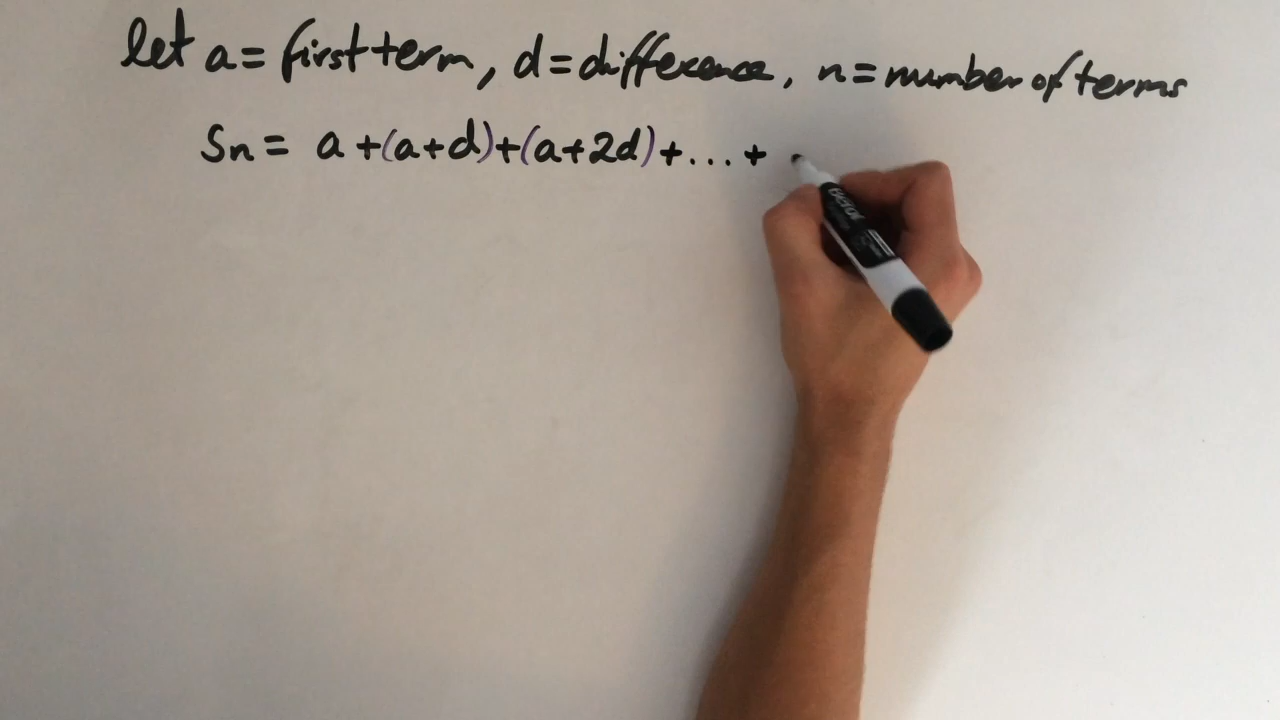 let a = first term, d = difference, n = number of terms
Sn = a + (a+d) + (a+2d) + ... +